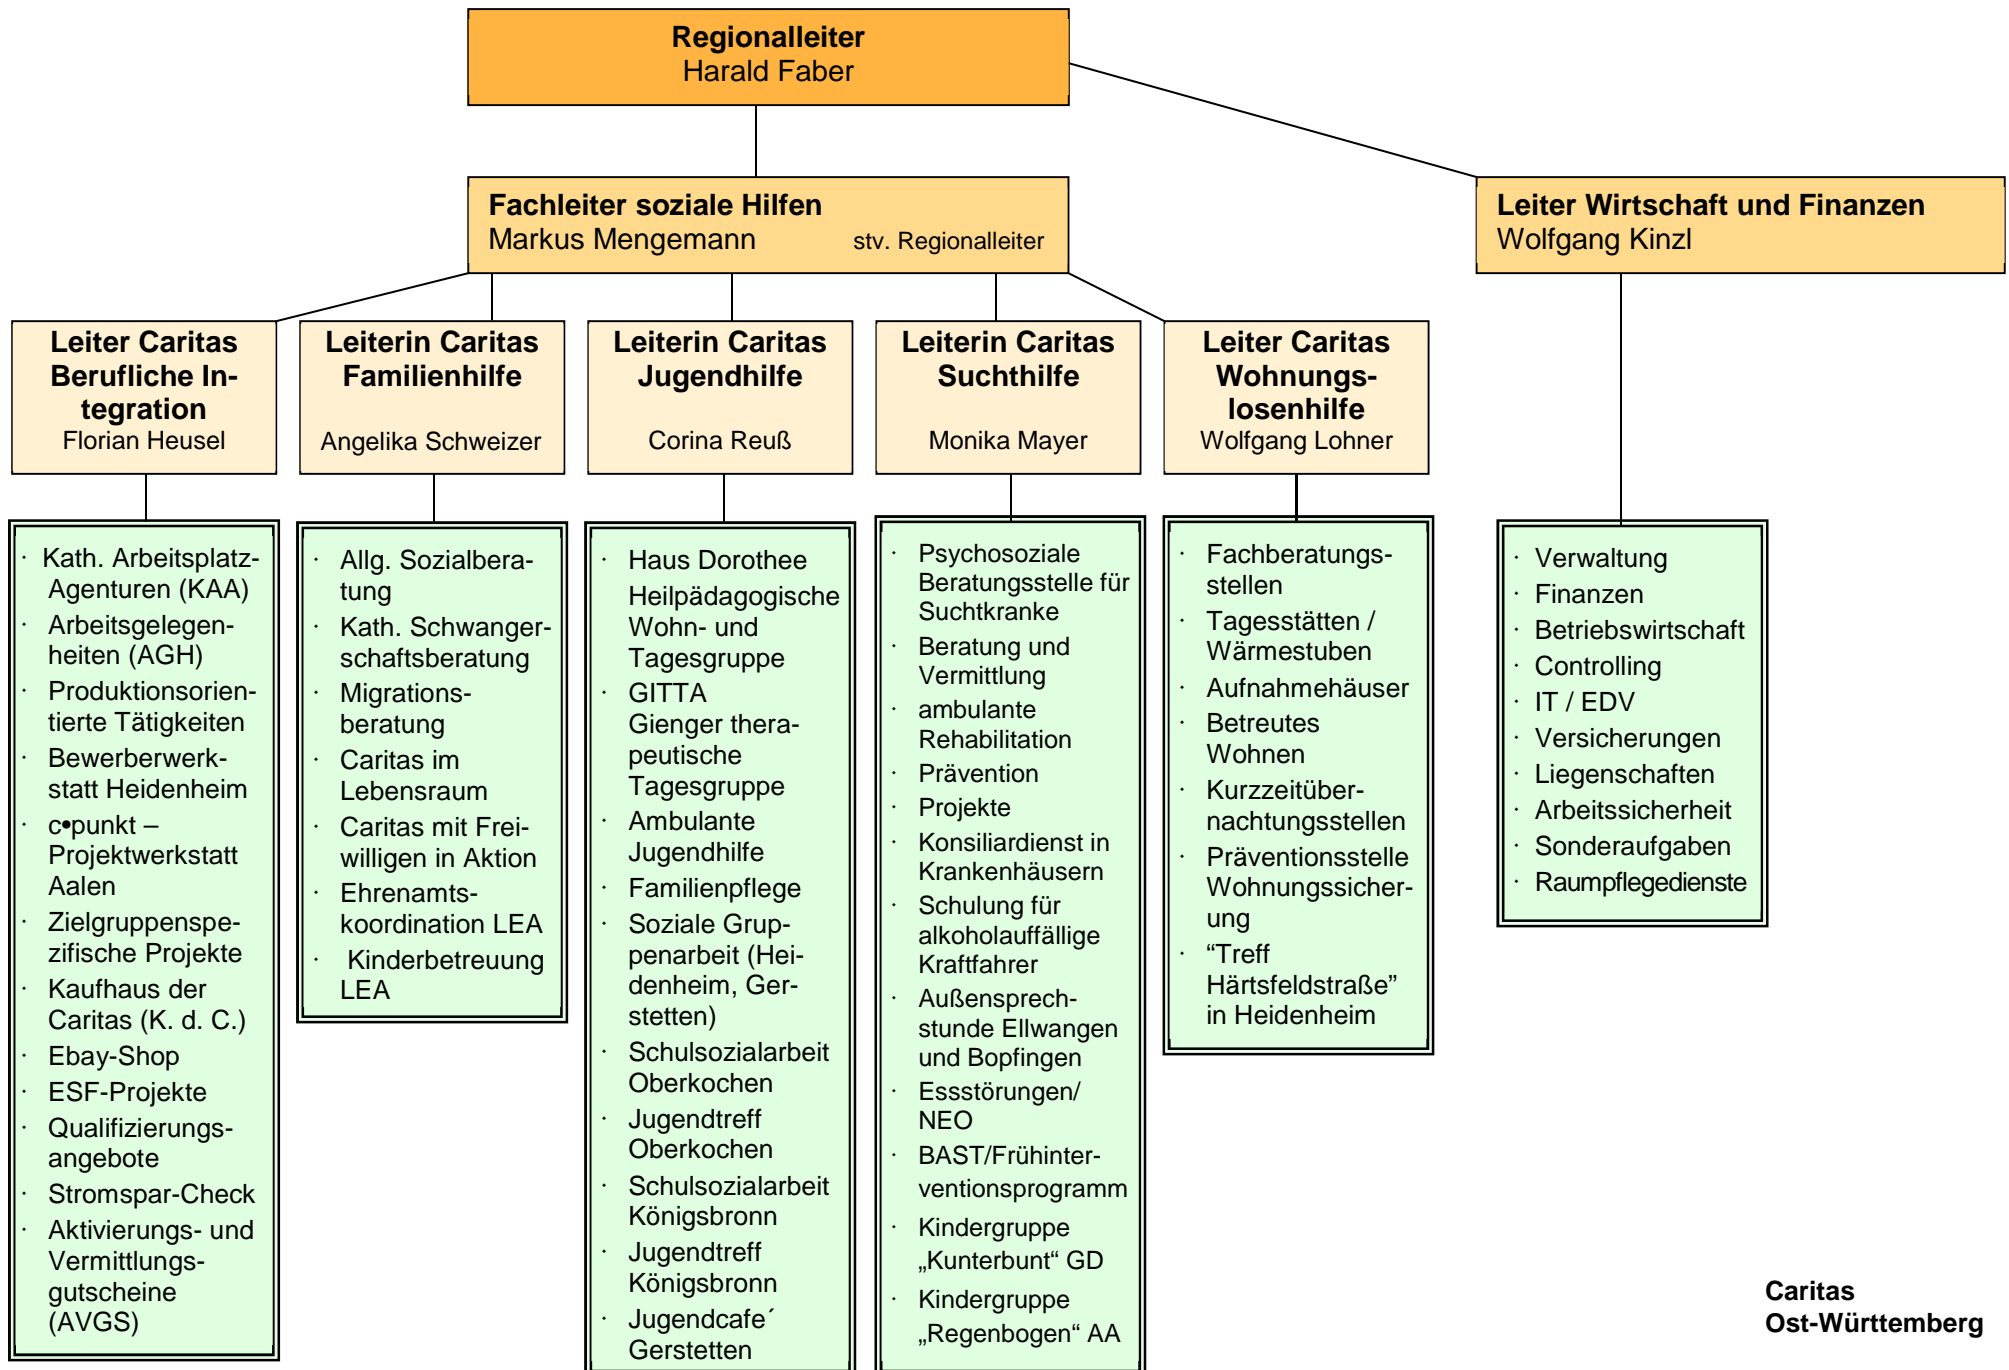 Regionalleiter
Harald Faber
Fachleiter soziale Hilfen
Markus Mengemann stv. Regionalleiter
Leiter Wirtschaft und Finanzen
Wolfgang Kinzl
Leiter Caritas
Berufliche In-
tegration
Florian Heusel
Leiterin Caritas
Familienhilfe
Angelika Schweizer
Leiterin Caritas
Jugendhilfe
Corina Reuß
Leiterin Caritas
Suchthilfe
Monika Mayer
Leiter Caritas
Wohnungs-
losenhilfe
Wolfgang Lohner
· Kath. Arbeitsplatz-
Agenturen (KAA)
· Arbeitsgelegen-
heiten (AGH)
· Produktionsorien-
tierte Tätigkeiten
· Bewerberwerk-
statt Heidenheim
· c•punkt –
Projektwerkstatt
Aalen
· Zielgruppenspe-
zifische Projekte
· Kaufhaus der
Caritas (K. d. C.)
· Ebay-Shop
· ESF-Projekte
· Qualifizierungs-
angebote
· Stromspar-Check
· Aktivierungs- und
Vermittlungs-
gutscheine
(AVGS)
· Allg. Sozialbera-
tung
· Kath. Schwanger-
schaftsberatung
· Migrations-
beratung
· Caritas im
Lebensraum
· Caritas mit Frei-
willigen in Aktion
· Ehrenamts-
koordination LEA
· Kinderbetreuung
LEA
· Haus Dorothee
Heilpädagogische
Wohn- und
Tagesgruppe
· GITTA
Gienger thera-
peutische
Tagesgruppe
· Ambulante
Jugendhilfe
· Familienpflege
· Soziale Grup-
penarbeit (Hei-
denheim, Ger-
stetten)
· Schulsozialarbeit
Oberkochen
· Jugendtreff
Oberkochen
· Schulsozialarbeit
Königsbronn
· Jugendtreff
Königsbronn
· Jugendcafe´
Gerstetten
· Psychosoziale
Beratungsstelle für
Suchtkranke
· Beratung und
Vermittlung
· ambulante
Rehabilitation
· Prävention
· Projekte
· Konsiliardienst in
Krankenhäusern
· Schulung für
alkoholauffällige
Kraftfahrer
· Außensprech-
stunde Ellwangen
und Bopfingen
· Essstörungen/
NEO
· BAST/Frühinter-
ventionsprogramm
· Kindergruppe
„Kunterbunt“ GD
· Kindergruppe
„Regenbogen“ AA
· Fachberatungs-
stellen
· Tagesstätten /
Wärmestuben
· Aufnahmehäuser
· Betreutes
Wohnen
· Kurzzeitüber-
nachtungsstellen
· Präventionsstelle
Wohnungssicher-
ung
· “Treff
Härtsfeldstraße”
in Heidenheim
· Verwaltung
· Finanzen
· Betriebswirtschaft
· Controlling
· IT / EDV
· Versicherungen
· Liegenschaften
· Arbeitssicherheit
· Sonderaufgaben
· Raumpflegedienste
Caritas
Ost-Württemberg